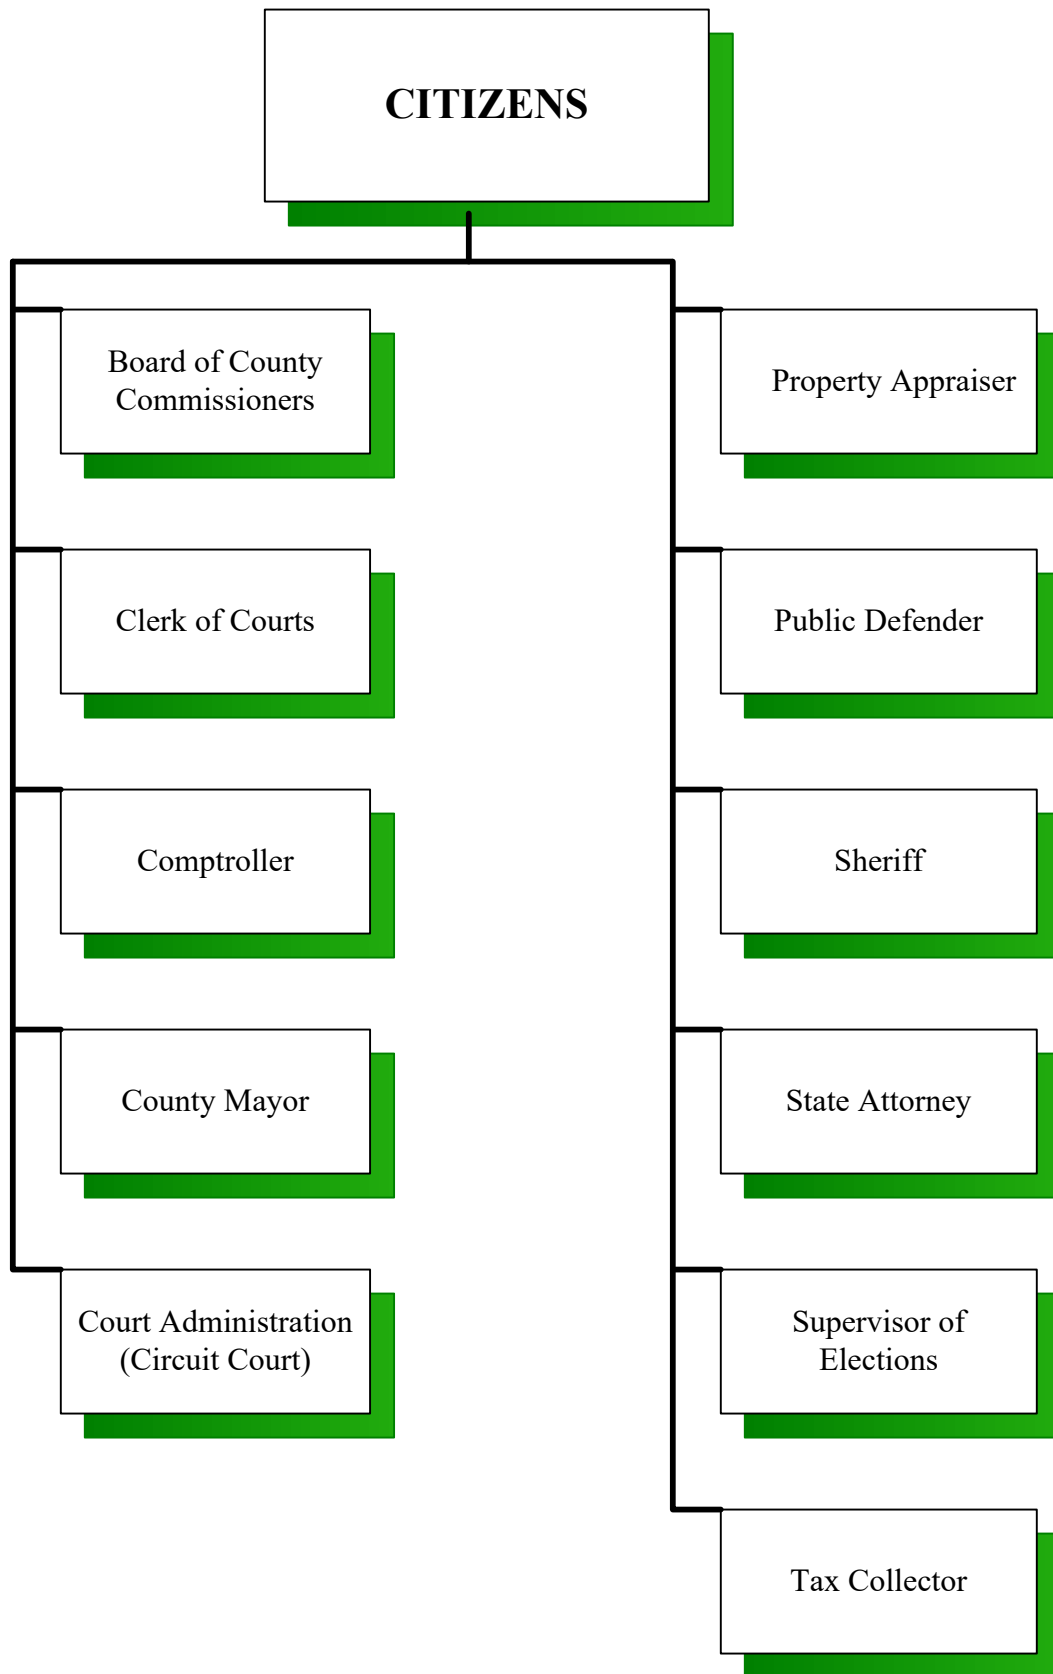 CITIZENS
Board of County
Commissioners
Clerk of Courts
Comptroller
County Mayor
Court Administration
(Circuit Court)
Property Appraiser
Public Defender
Sheriff
State Attorney
Supervisor of
Elections
Tax Collector